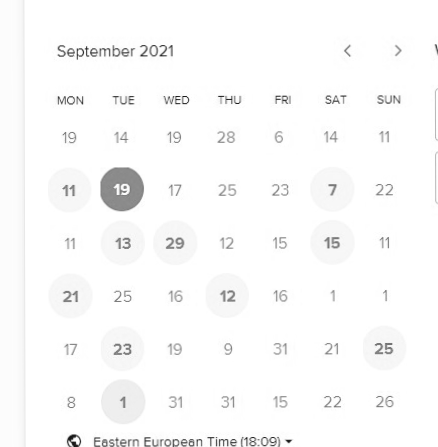 September 2021
MON TUE WED THU FRI SAT SUN
19 14 19 28 6 14 11
11 19 17 25 23 7 22
11 13 29 12 15 15 11
21 25 16 12 16 1 1
17 23 19 9 31 21 25
8 1 31 31 15 22 26
Eastern European Time (18:09)